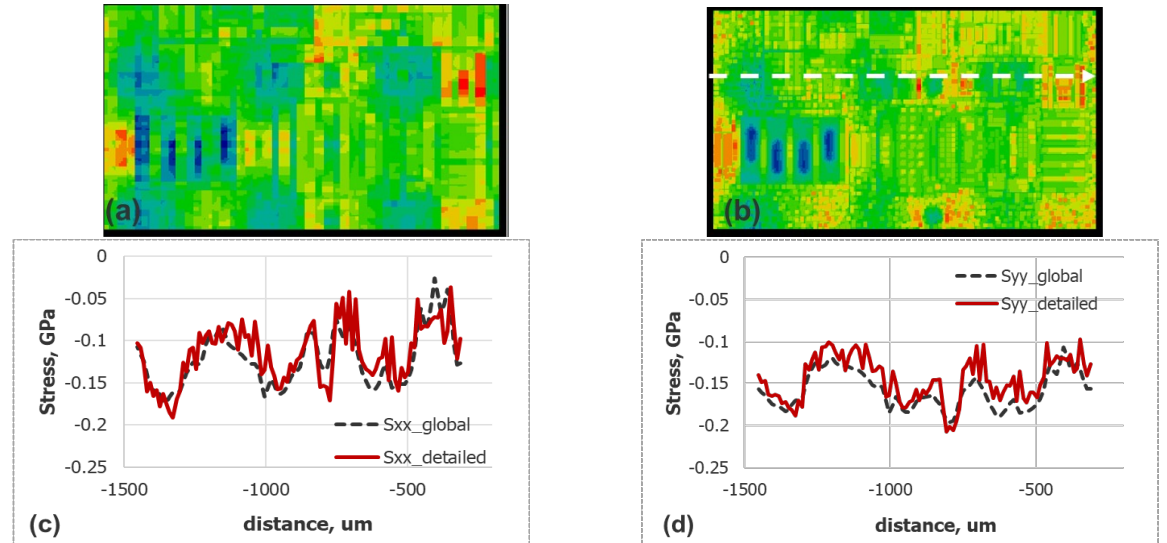 (a)
(b)
0
-0.05
-0.1
-0.15
-0.2
-0.25
Stress, GPa
Sxx_global
Sxx_detailed
-1500
-1000
-500
distance, um
(c)
0
-0.05
-0.1
-0.15
-0.2
-0.25
Stress, GPa
Syy_global
Syy_detailed
-1500
-1000
-500
distance, um
(d)